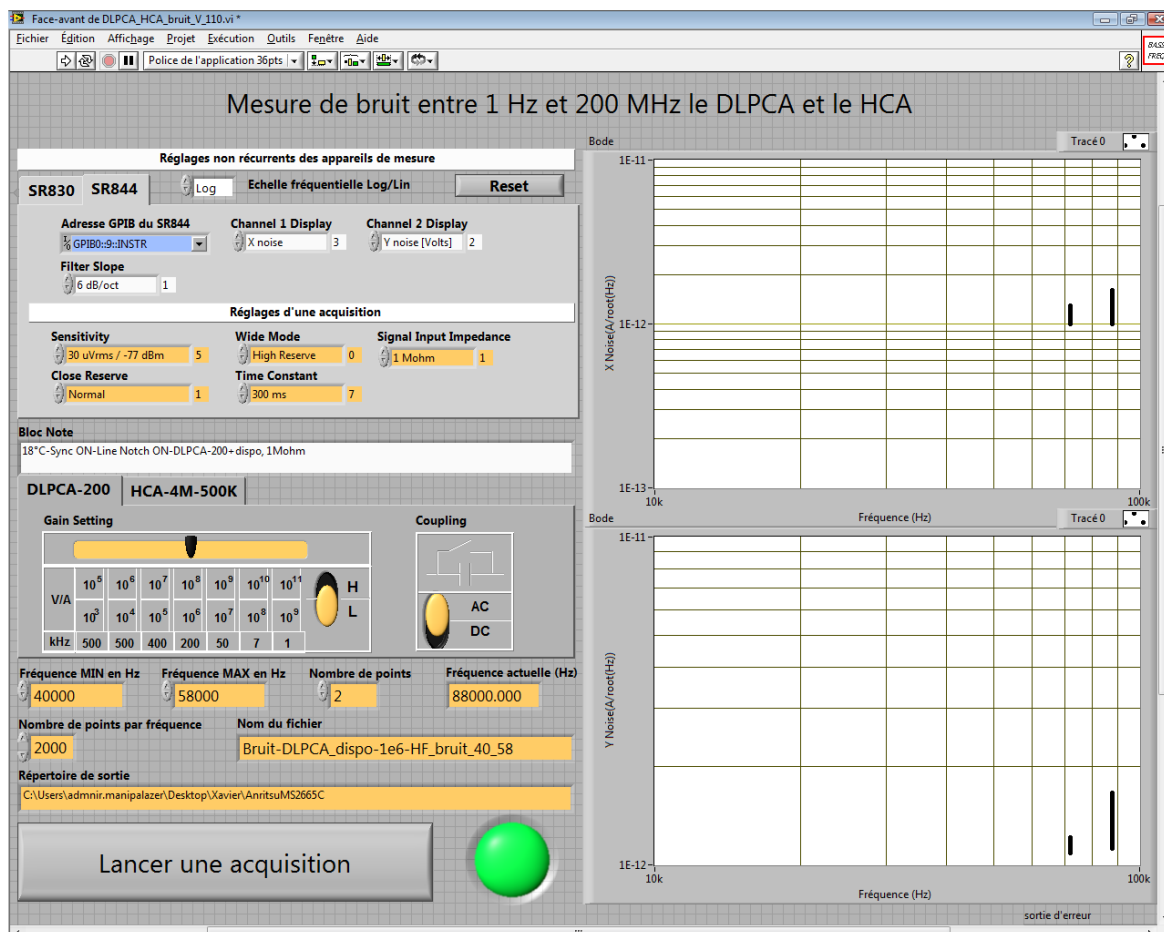 Face-avant de DLPCA_HCA_bruit_V_110.vi *
Fichier Édition Affichage Projet Exécution Outils Fenêtre Aide
Police de l'application 36pts
BASS
FREQ
Mesure de bruit entre 1 Hz et 200 MHz le DLPCA et le HCA
Réglages non récurrents des appareils de mesure
SR830 SR844 Log Echelle fréquentielle Log/Lin Reset
Adresse GPIB du SR844 Channel 1 Display Channel 2 Display
GPIB0::9::INSTR X noise 3 Y noise [Volts] 2
Filter Slope
6 dB/oct 1
Réglages d'une acquisition
Sensitivity Wide Mode Signal Input Impedance
30 uVrms / -77 dBm 5 High Reserve 0 1 Mohm 1
Close Reserve Time Constant
Normal 1 300 ms 7
Bloc Note
18°C-Sync ON-Line Notch ON-DLPCA-200+dispo, 1Mohm
DLPCA-200 HCA-4M-500K
Gain Setting Coupling
V/A 10^5 10^6 10^7 10^8 10^9 10^10 10^11 H
10^3 10^4 10^5 10^6 10^7 10^8 10^9 L
kHz 500 500 400 200 50 7 1
AC
DC
Fréquence MIN en Hz Fréquence MAX en Hz Nombre de points Fréquence actuelle (Hz)
40000 58000 2 88000.000
Nombre de points par fréquence Nom du fichier
2000 Bruit-DLPCA_dispo-1e6-HF_bruit_40_58
Répertoire de sortie
C:\Users\admnir.manipalazer\Desktop\Xavier\AnritsuMS2665C
Lancer une acquisition
Bode Tracé 0
1E-11
1E-12
1E-13
X Noise(A/root(Hz))
10k 100k
Fréquence (Hz)
Bode Tracé 0
1E-11
1E-12
Y Noise(A/root(Hz))
10k 100k
Fréquence (Hz)
sortie d'erreur